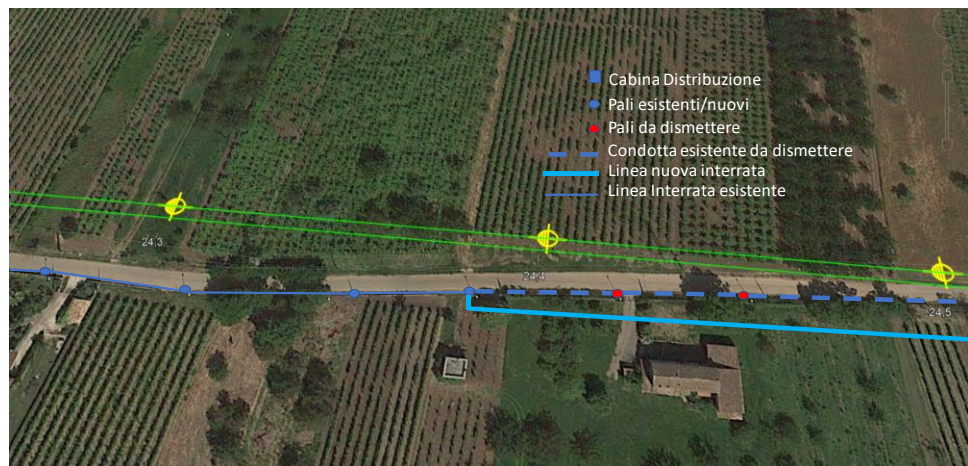 Cabina Distribuzione
Pali esistenti/nuovi
Pali da dismettere
Condotta esistente da dismettere
Linea nuova interrata
Linea Interrata esistente
24,3
24,4
24,5